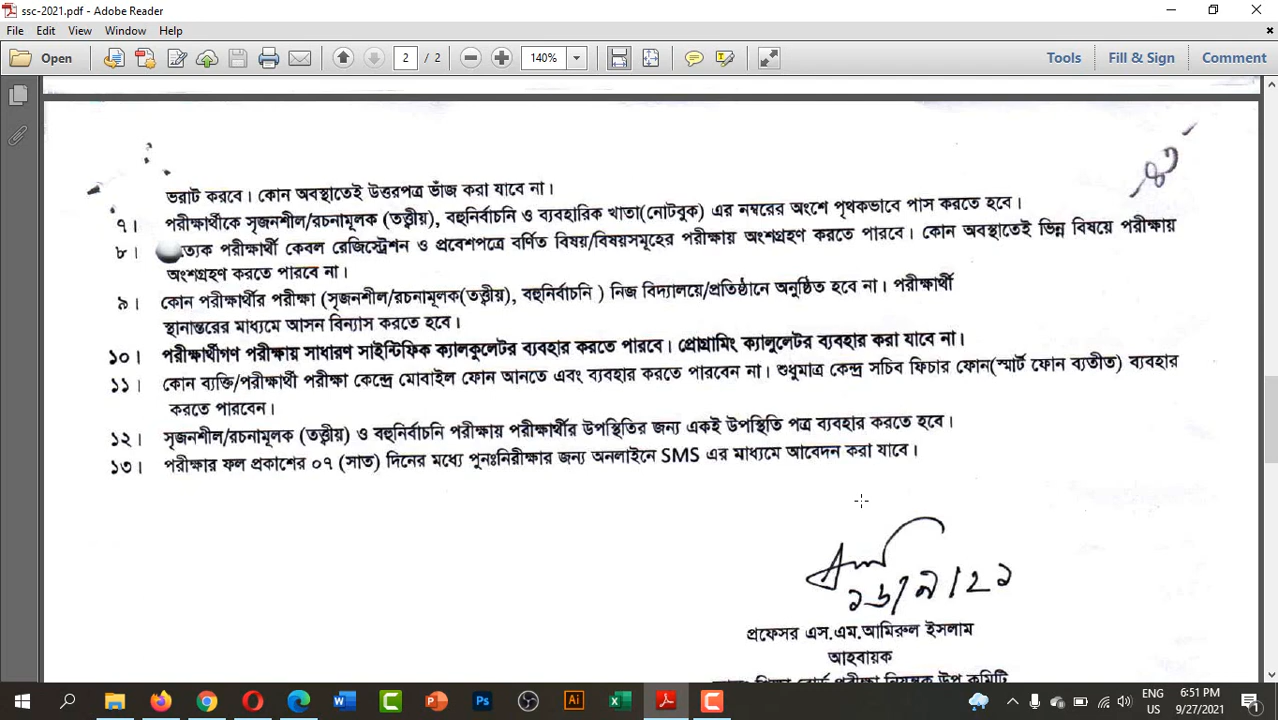 ssc-2021.pdf - Adobe Reader
File Edit View Window Help
Open 2 / 2 140% Tools Fill & Sign Comment
ভরাট করবে। কোন অবস্থাতেই উত্তরপত্র ভাঁজ করা যাবে না।
৭। পরীক্ষার্থীকে সৃজনশীল/রচনামূলক (তত্ত্বীয়), বহুনির্বাচনি ও ব্যবহারিক খাতা(নোটবুক) এর নম্বরের অংশে পৃথকভাবে পাস করতে হবে।
৮। ত্যেক পরীক্ষার্থী কেবল রেজিস্ট্রেশন ও প্রবেশপত্রে বর্ণিত বিষয়/বিষয়সমূহের পরীক্ষায় অংশগ্রহণ করতে পারবে। কোন অবস্থাতেই ভিন্ন বিষয়ে পরীক্ষায়
অংশগ্রহণ করতে পারবে না।
৯। কোন পরীক্ষার্থীর পরীক্ষা (সৃজনশীল/রচনামূলক(তত্ত্বীয়), বহুনির্বাচনি ) নিজ বিদ্যালয়ে/প্রতিষ্ঠানে অনুষ্ঠিত হবে না। পরীক্ষার্থী
স্থানান্তরের মাধ্যমে আসন বিন্যাস করতে হবে।
১০। পরীক্ষার্থীগণ পরীক্ষায় সাধারণ সাইন্টিফিক ক্যালকুলেটর ব্যবহার করতে পারবে। প্রোগ্রামিং ক্যালুলেটর ব্যবহার করা যাবে না।
১১। কোন ব্যক্তি/পরীক্ষার্থী পরীক্ষা কেন্দ্রে মোবাইল ফোন আনতে এবং ব্যবহার করতে পারবেন না। শুধুমাত্র কেন্দ্র সচিব ফিচার ফোন(স্মার্ট ফোন ব্যতীত) ব্যবহার
করতে পারবেন।
১২। সৃজনশীল/রচনামূলক (তত্ত্বীয়) ও বহুনির্বাচনি পরীক্ষায় পরীক্ষার্থীর উপস্থিতির জন্য একই উপস্থিতি পত্র ব্যবহার করতে হবে।
১৩। পরীক্ষার ফল প্রকাশের ০৭ (সাত) দিনের মধ্যে পুনঃনিরীক্ষার জন্য অনলাইনে SMS এর মাধ্যমে আবেদন করা যাবে।
প্রফেসর এস.এম.আমিরুল ইসলাম
আহবায়ক
ENG 6:51 PM
US 9/27/2021